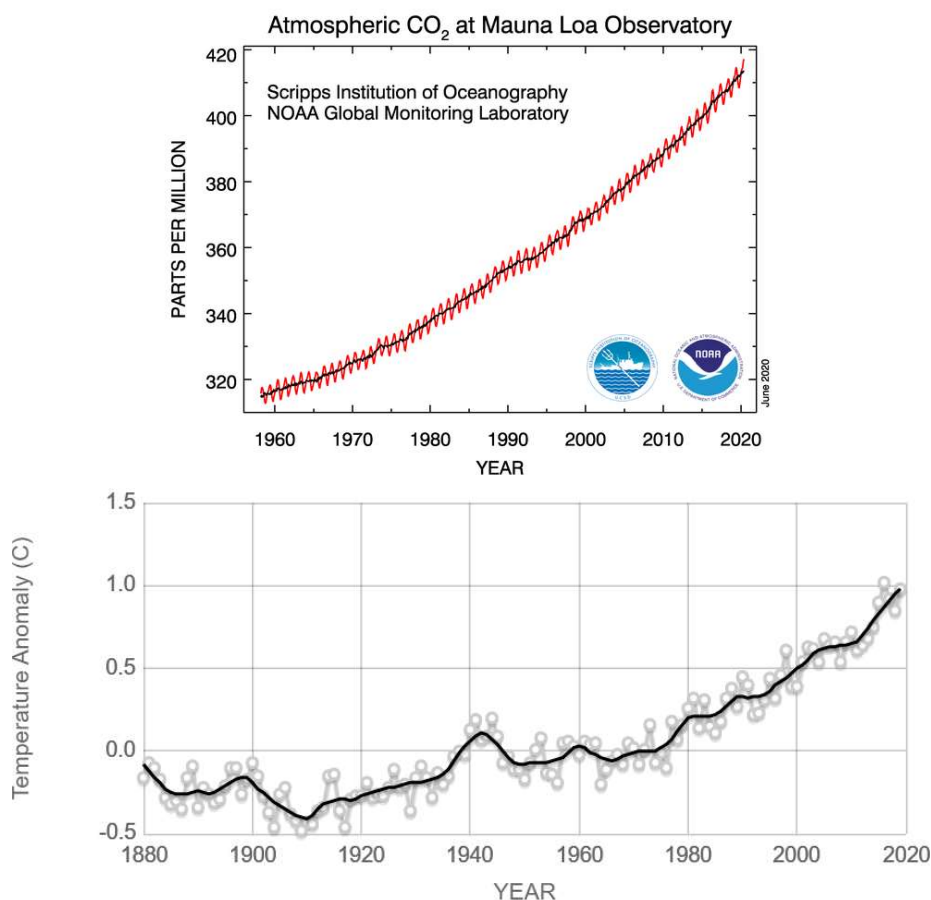 Atmospheric CO₂ at Mauna Loa Observatory
Scripps Institution of Oceanography
NOAA Global Monitoring Laboratory
PARTS PER MILLION
420
400
380
360
340
320
NOAA
June 2020
1960 1970 1980 1990 2000 2010 2020
YEAR
Temperature Anomaly (C)
1.5
1.0
0.5
0.0
-0.5
1880 1900 1920 1940 1960 1980 2000 2020
YEAR